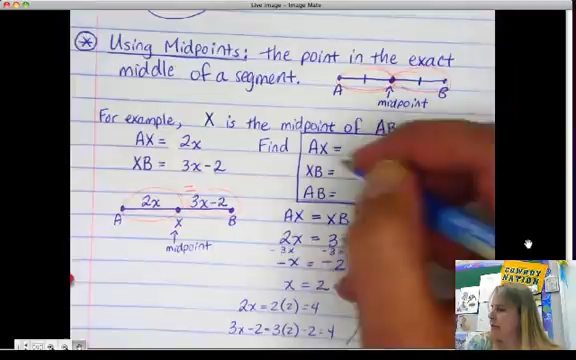 Live image - Image Mate
* Using Midpoints: the point in the exact
middle of a segment.
A B
midpoint
For example, X is the midpoint of AB
AX = 2x Find AX =
XB = 3x-2 XB =
AB =
2x = 3x-2
A X B
midpoint
AX = XB
2x = 3
-3x -3
-x = -2
x = 2
2x = 2(2) = 4
3x-2 = 3(2)-2 = 4
COWBOY
NATION